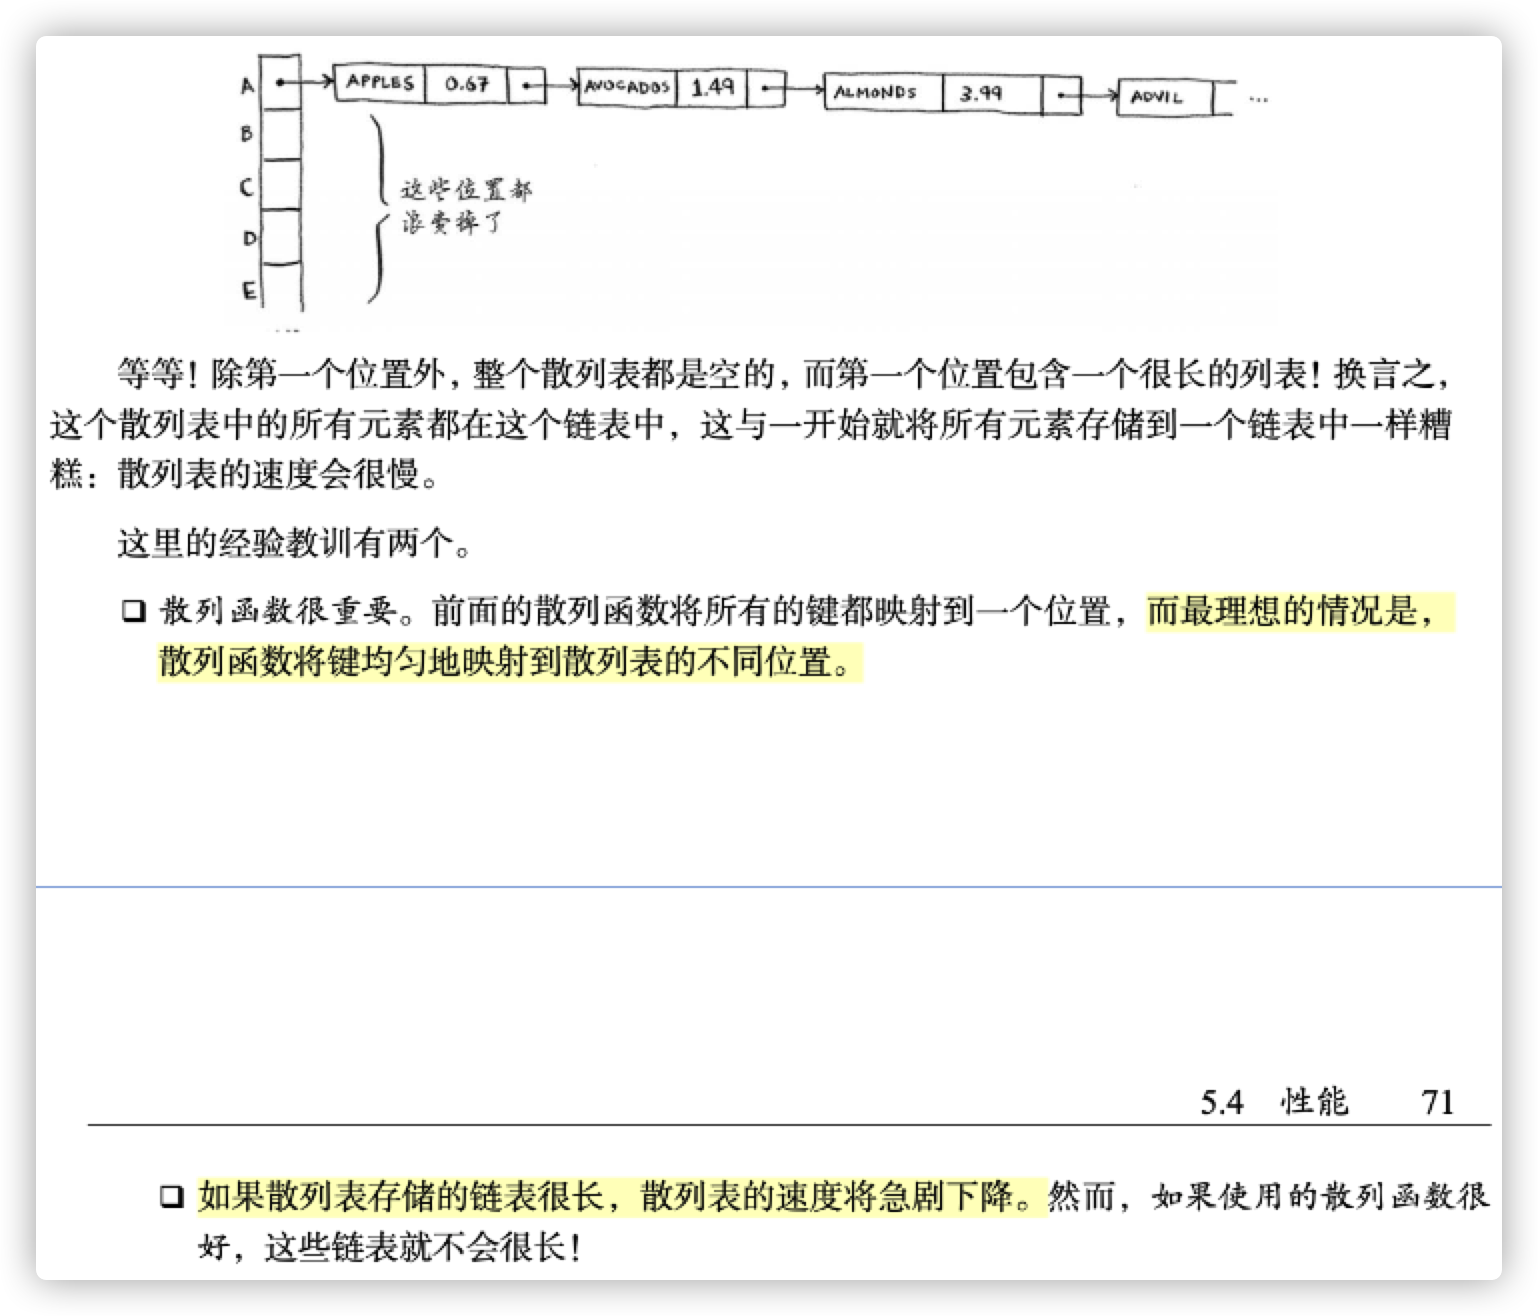 A APPLES 0.67 AVOCADOS 1.49 ALMONDS 3.99 ADVIL ...
B
C
这些位置都
浪费掉了
D
E
...
等等！除第一个位置外，整个散列表都是空的，而第一个位置包含一个很长的列表！换言之，
这个散列表中的所有元素都在这个链表中，这与一开始就将所有元素存储到一个链表中一样糟
糕：散列表的速度会很慢。
这里的经验教训有两个。
❑ 散列函数很重要。前面的散列函数将所有的键都映射到一个位置，而最理想的情况是，
散列函数将键均匀地映射到散列表的不同位置。
5.4 性能 71
❑ 如果散列表存储的链表很长，散列表的速度将急剧下降。然而，如果使用的散列函数很
好，这些链表就不会很长！